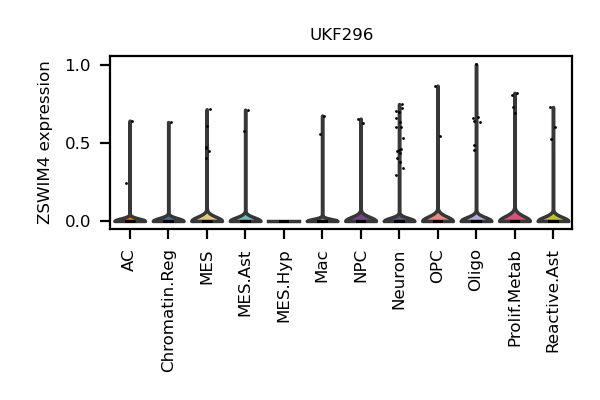 UKF296
ZSWIM4 expression
1.0
0.5
0.0
AC
Chromatin.Reg
MES
MES.Ast
MES.Hyp
Mac
NPC
Neuron
OPC
Oligo
Prolif.Metab
Reactive.Ast